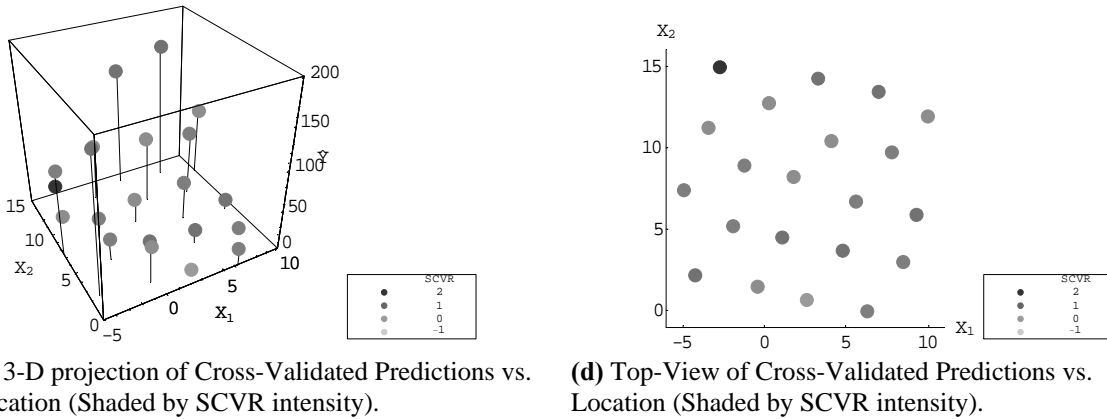 200
150
100
Ŷ
50
0
15
10
X2
5
0
-5
0
X1
5
10
SCVR
2
1
0
-1
X2
15
10
5
0
-5
0
5
10
X1
SCVR
2
1
0
-1
3-D projection of Cross-Validated Predictions vs.
cation (Shaded by SCVR intensity).
(d) Top-View of Cross-Validated Predictions vs.
Location (Shaded by SCVR intensity).